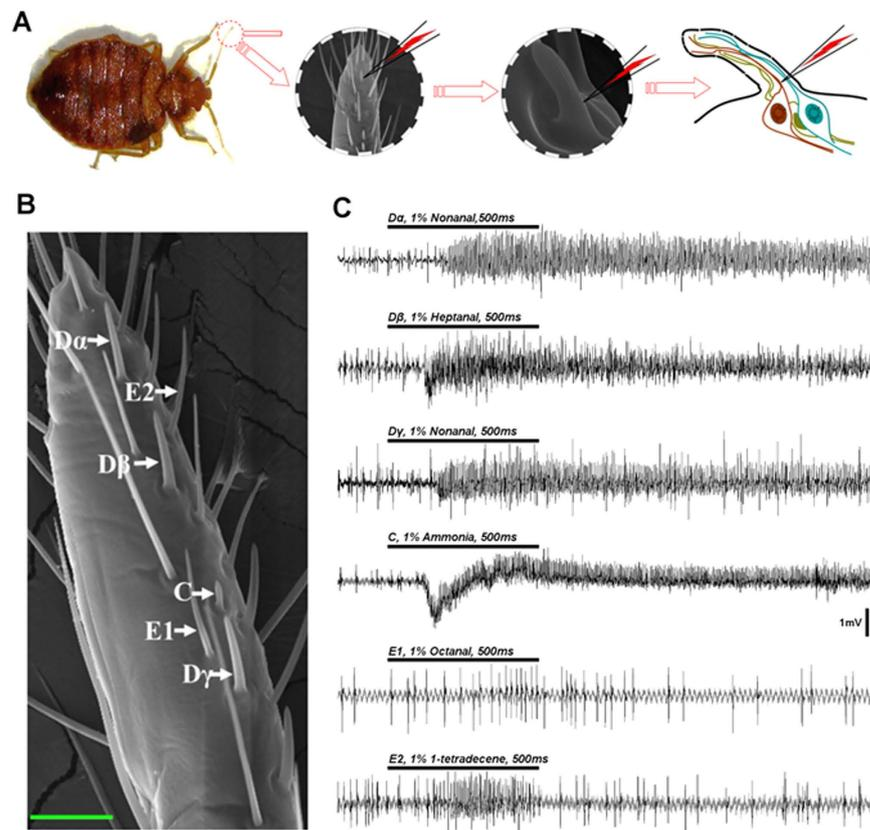 A
B
Dα
E2
Dβ
C
E1
Dγ
C
Dα, 1% Nonanal,500ms
Dβ, 1% Heptanal, 500ms
Dγ, 1% Nonanal, 500ms
C, 1% Ammonia, 500ms
1mV
E1, 1% Octanal, 500ms
E2, 1% 1-tetradecene, 500ms